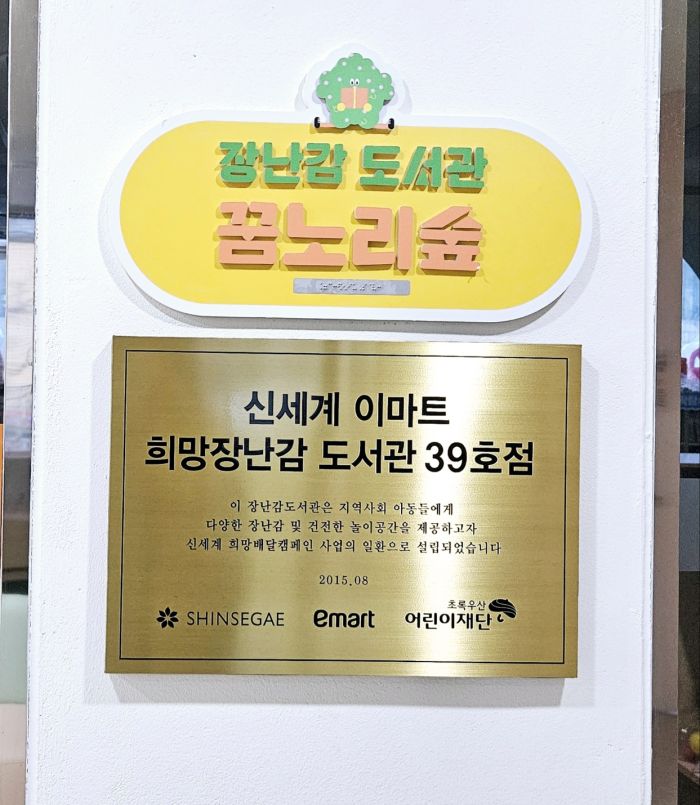 장난감 도서관
꿈노리숲
신세계 이마트
희망장난감 도서관 39호점
이 장난감도서관은 지역사회 아동들에게
다양한 장난감 및 건전한 놀이공간을 제공하고자
신세계 희망배달캠페인 사업의 일환으로 설립되었습니다
2015.08
SHINSEGAE
emart
초록우산
어린이재단